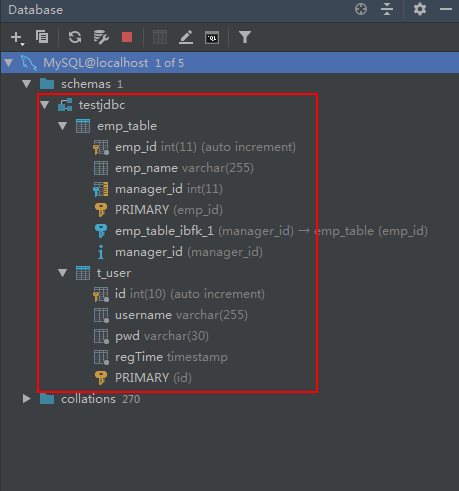 Database
MySQL@localhost 1 of 5
schemas 1
testjdbc
emp_table
emp_id int(11) (auto increment)
emp_name varchar(255)
manager_id int(11)
PRIMARY (emp_id)
emp_table_ibfk_1 (manager_id) → emp_table (emp_id)
manager_id (manager_id)
t_user
id int(10) (auto increment)
username varchar(255)
pwd varchar(30)
regTime timestamp
PRIMARY (id)
collations 270